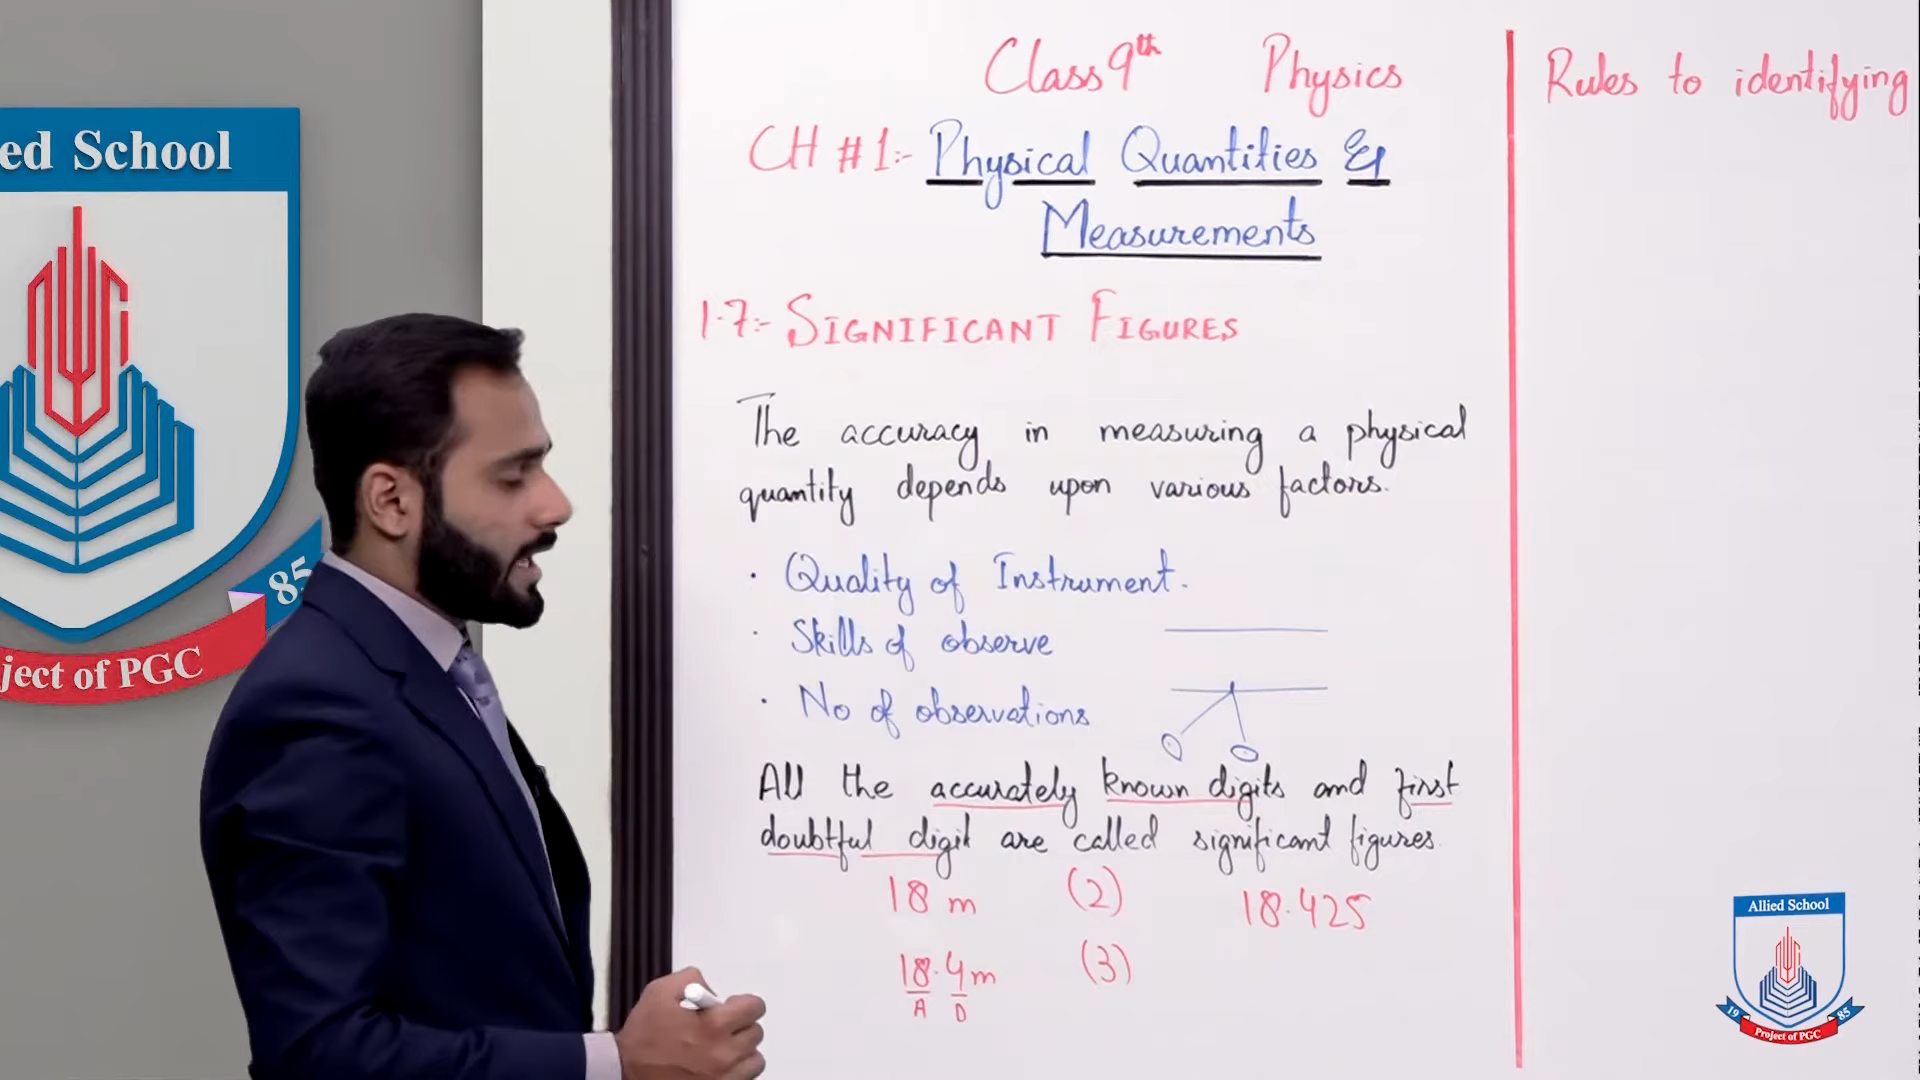 Class 9th Physics
CH #1:- Physical Quantities &
Measurements
1.7:- SIGNIFICANT FIGURES
The accuracy in measuring a physical
quantity depends upon various factors.
· Quality of Instrument.
· Skills of observe
· No of observations
All the accurately known digits and first
doubtful digit are called significant figures.
18 m (2) 18.425
18.4m (3)
A D
Rules to identifying
ed School
85
ject of PGC
Allied School
19 85
Project of PGC